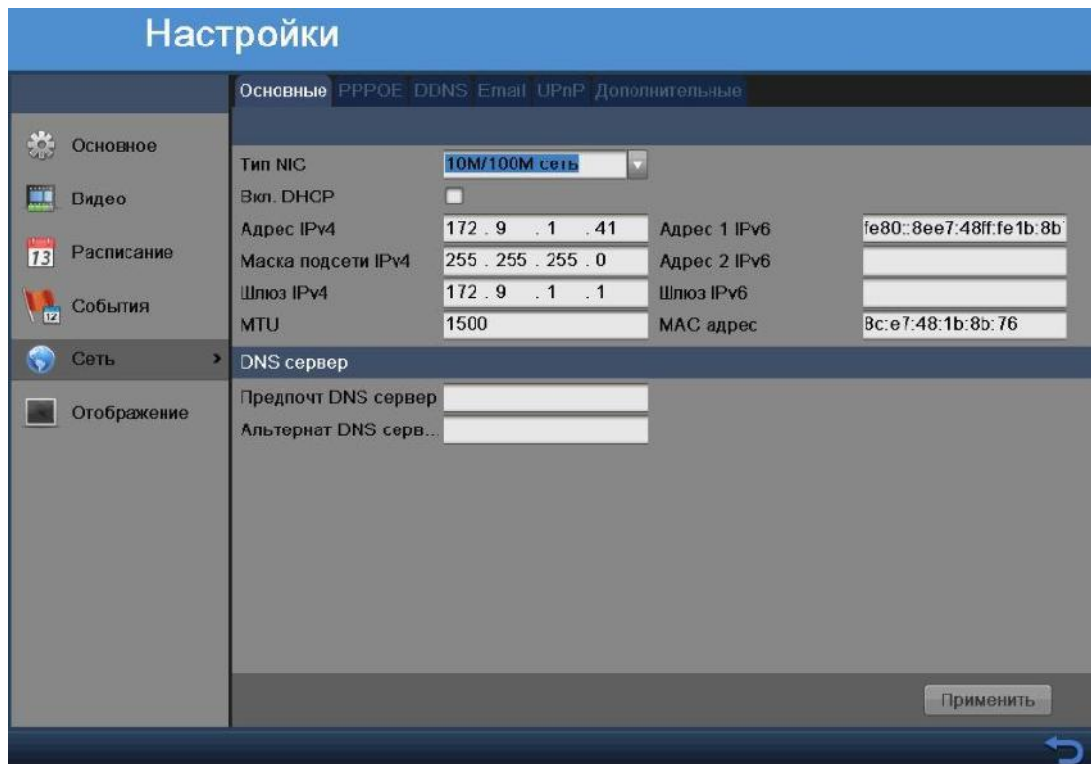 Настройки
Основные PPPOE DDNS Email UPnP Дополнительные
Основное
Видео
Расписание
События
Сеть
Отображение
Тип NIC 10M/100M сеть
Вкл. DHCP
Адрес IPv4 172 . 9 . 1 . 41 Адрес 1 IPv6 fe80::8ee7:48ff:fe1b:8b
Маска подсети IPv4 255 . 255 . 255 . 0 Адрес 2 IPv6
Шлюз IPv4 172 . 9 . 1 . 1 Шлюз IPv6
MTU 1500 MAC адрес 8c:e7:48:1b:8b:76
DNS сервер
Предпочт DNS сервер
Альтернат DNS серв...
Применить
13
12